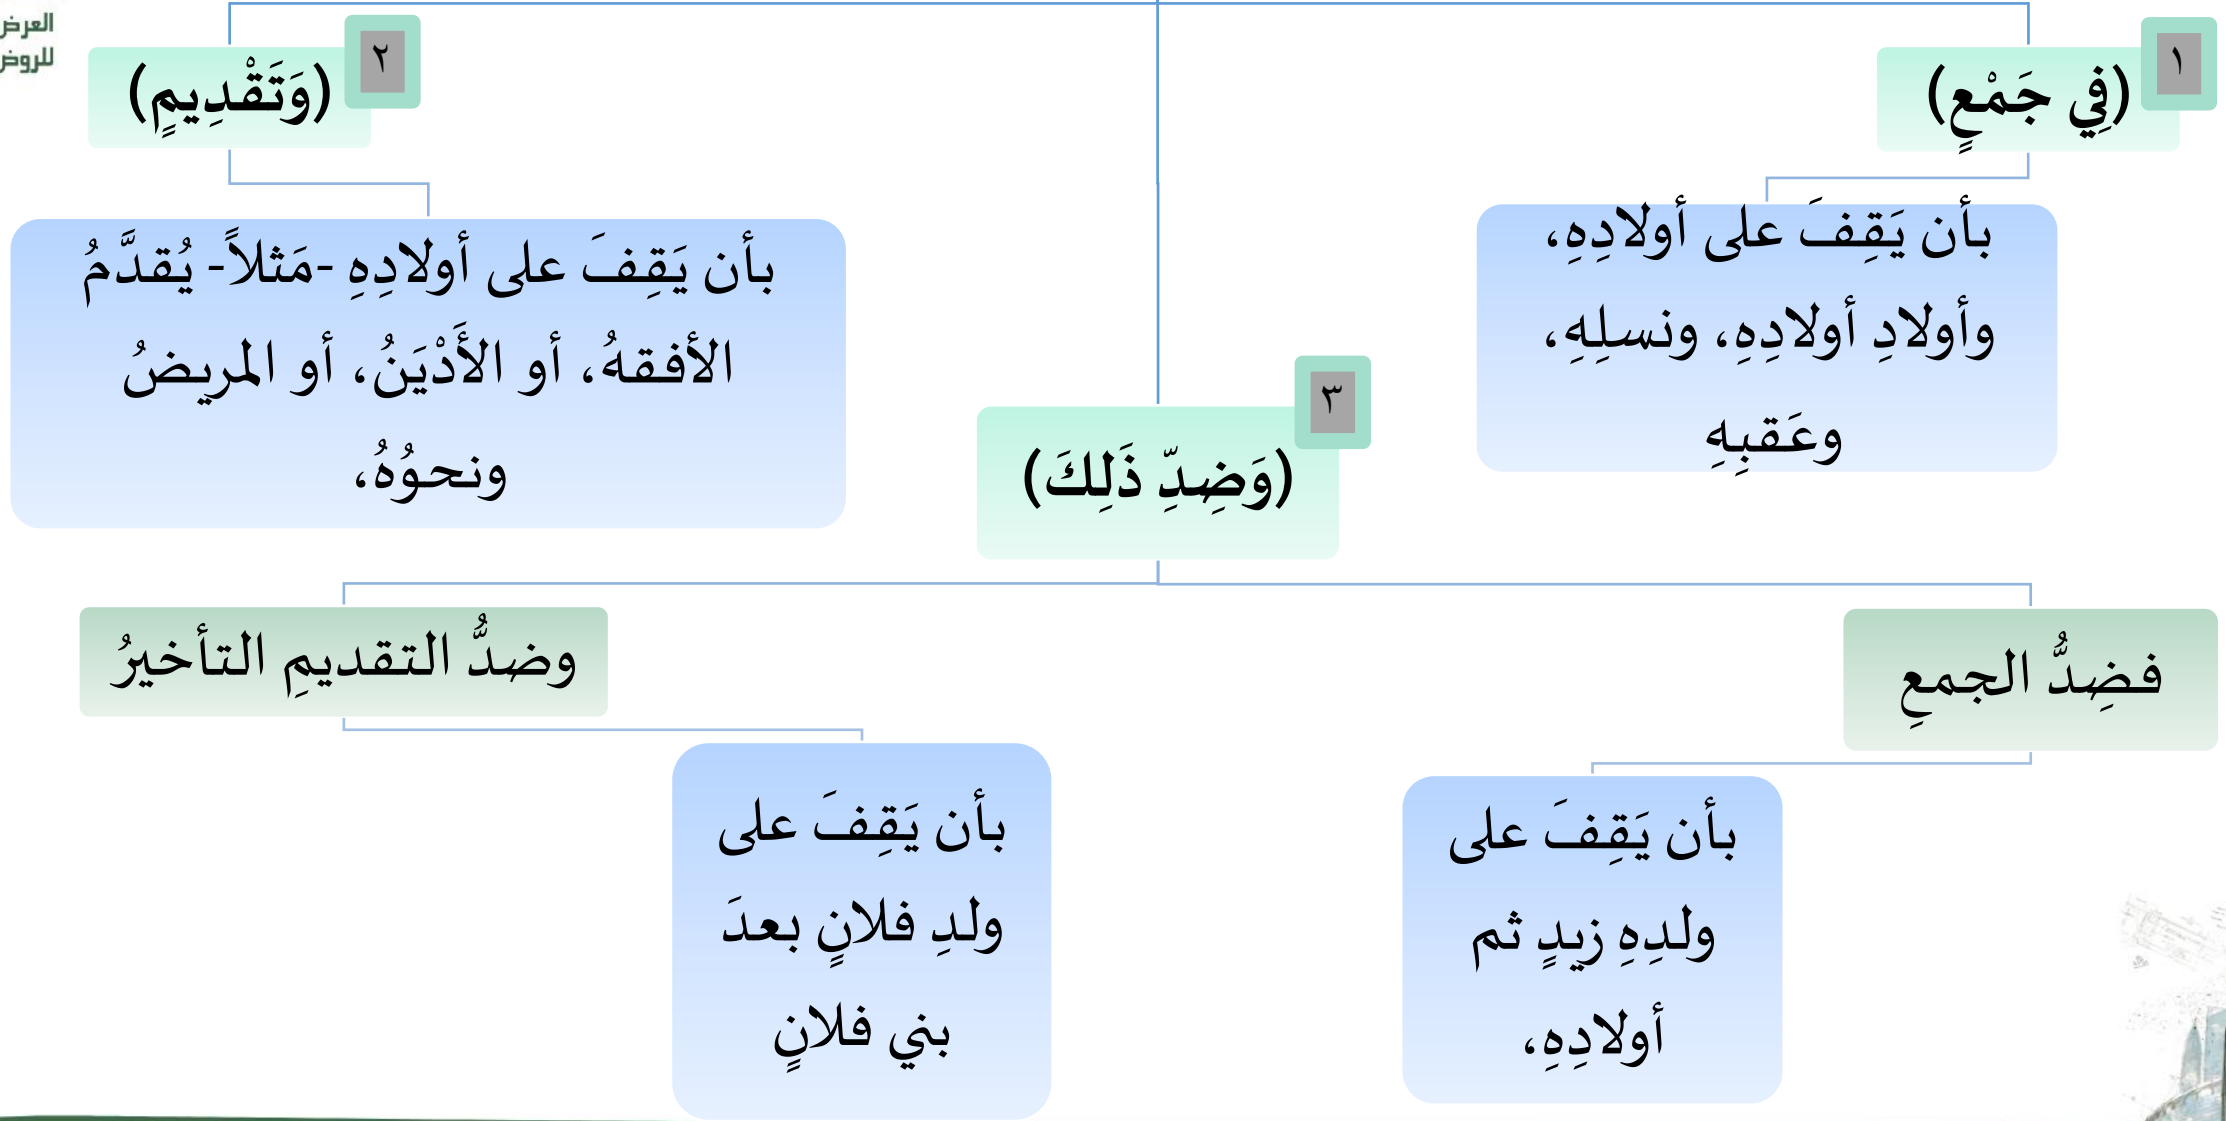 العرض
للروض
١
(فِي جَمْعٍ)
بأن يَقِفَ على أولادِهِ،
وأولادِ أولادِهِ، ونسلِهِ،
وعَقبِهِ
٢
(وَتَقْدِيمٍ)
بأن يَقِفَ على أولادِهِ -مَثلاً- يُقدَّمُ
الأفقهُ، أو الأَدْيَنُ، أو المريضُ
ونحوُهُ،
٣
(وَضِدِّ ذَلِكَ)
فضِدُّ الجمعِ
بأن يَقِفَ على
ولدِهِ زيدٍ ثم
أولادِهِ،
وضدُّ التقديمِ التأخيرُ
بأن يَقِفَ على
ولدِ فلانٍ بعدَ
بني فلانٍ